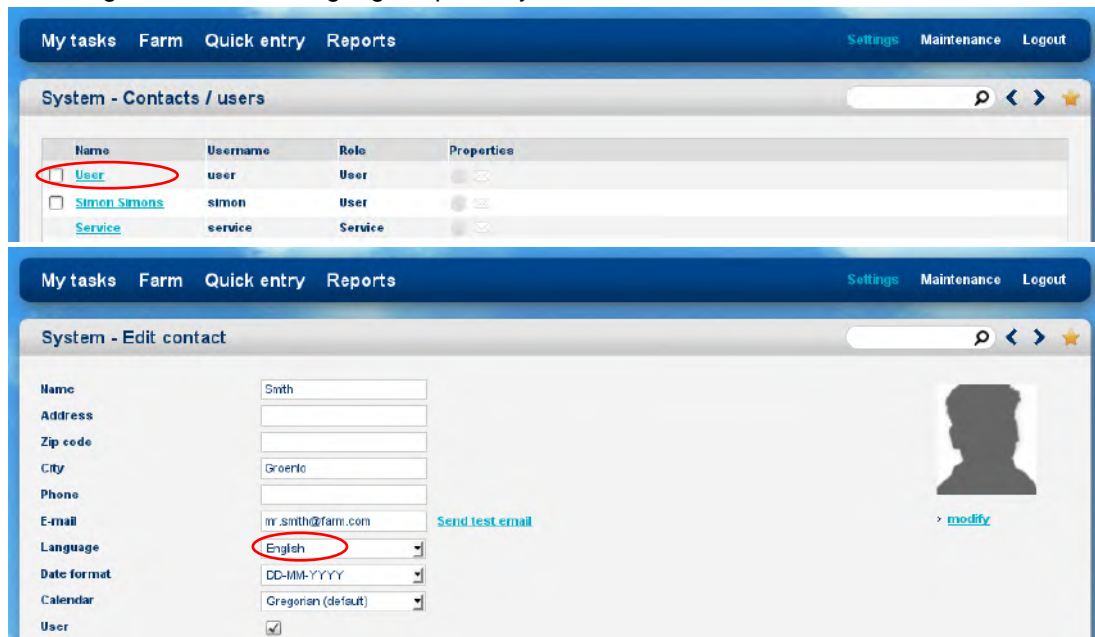 My tasks Farm Quick entry Reports Settings Maintenance Logout
System - Contacts / users
Name Username Role Properties
User user User
Simon Simons simon User
Service service Service
My tasks Farm Quick entry Reports Settings Maintenance Logout
System - Edit contact
Name Smith
Address
Zip code
City Groenlo
Phone
E-mail mr.smith@farm.com Send test email
Language English
Date format DD-MM-YYYY
Calendar Gregorian (default)
User
› modify